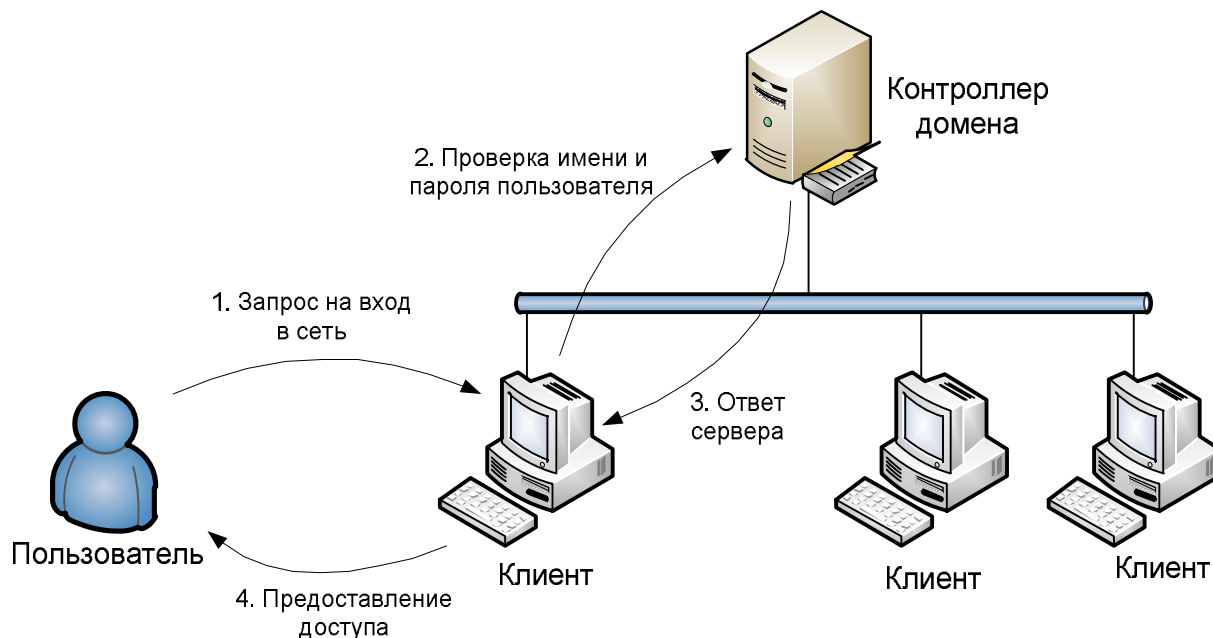 Контроллер
домена
2. Проверка имени и
пароля пользователя
1. Запрос на вход
в сеть
3. Ответ
сервера
Пользователь
Клиент
Клиент
Клиент
4. Предоставление
доступа